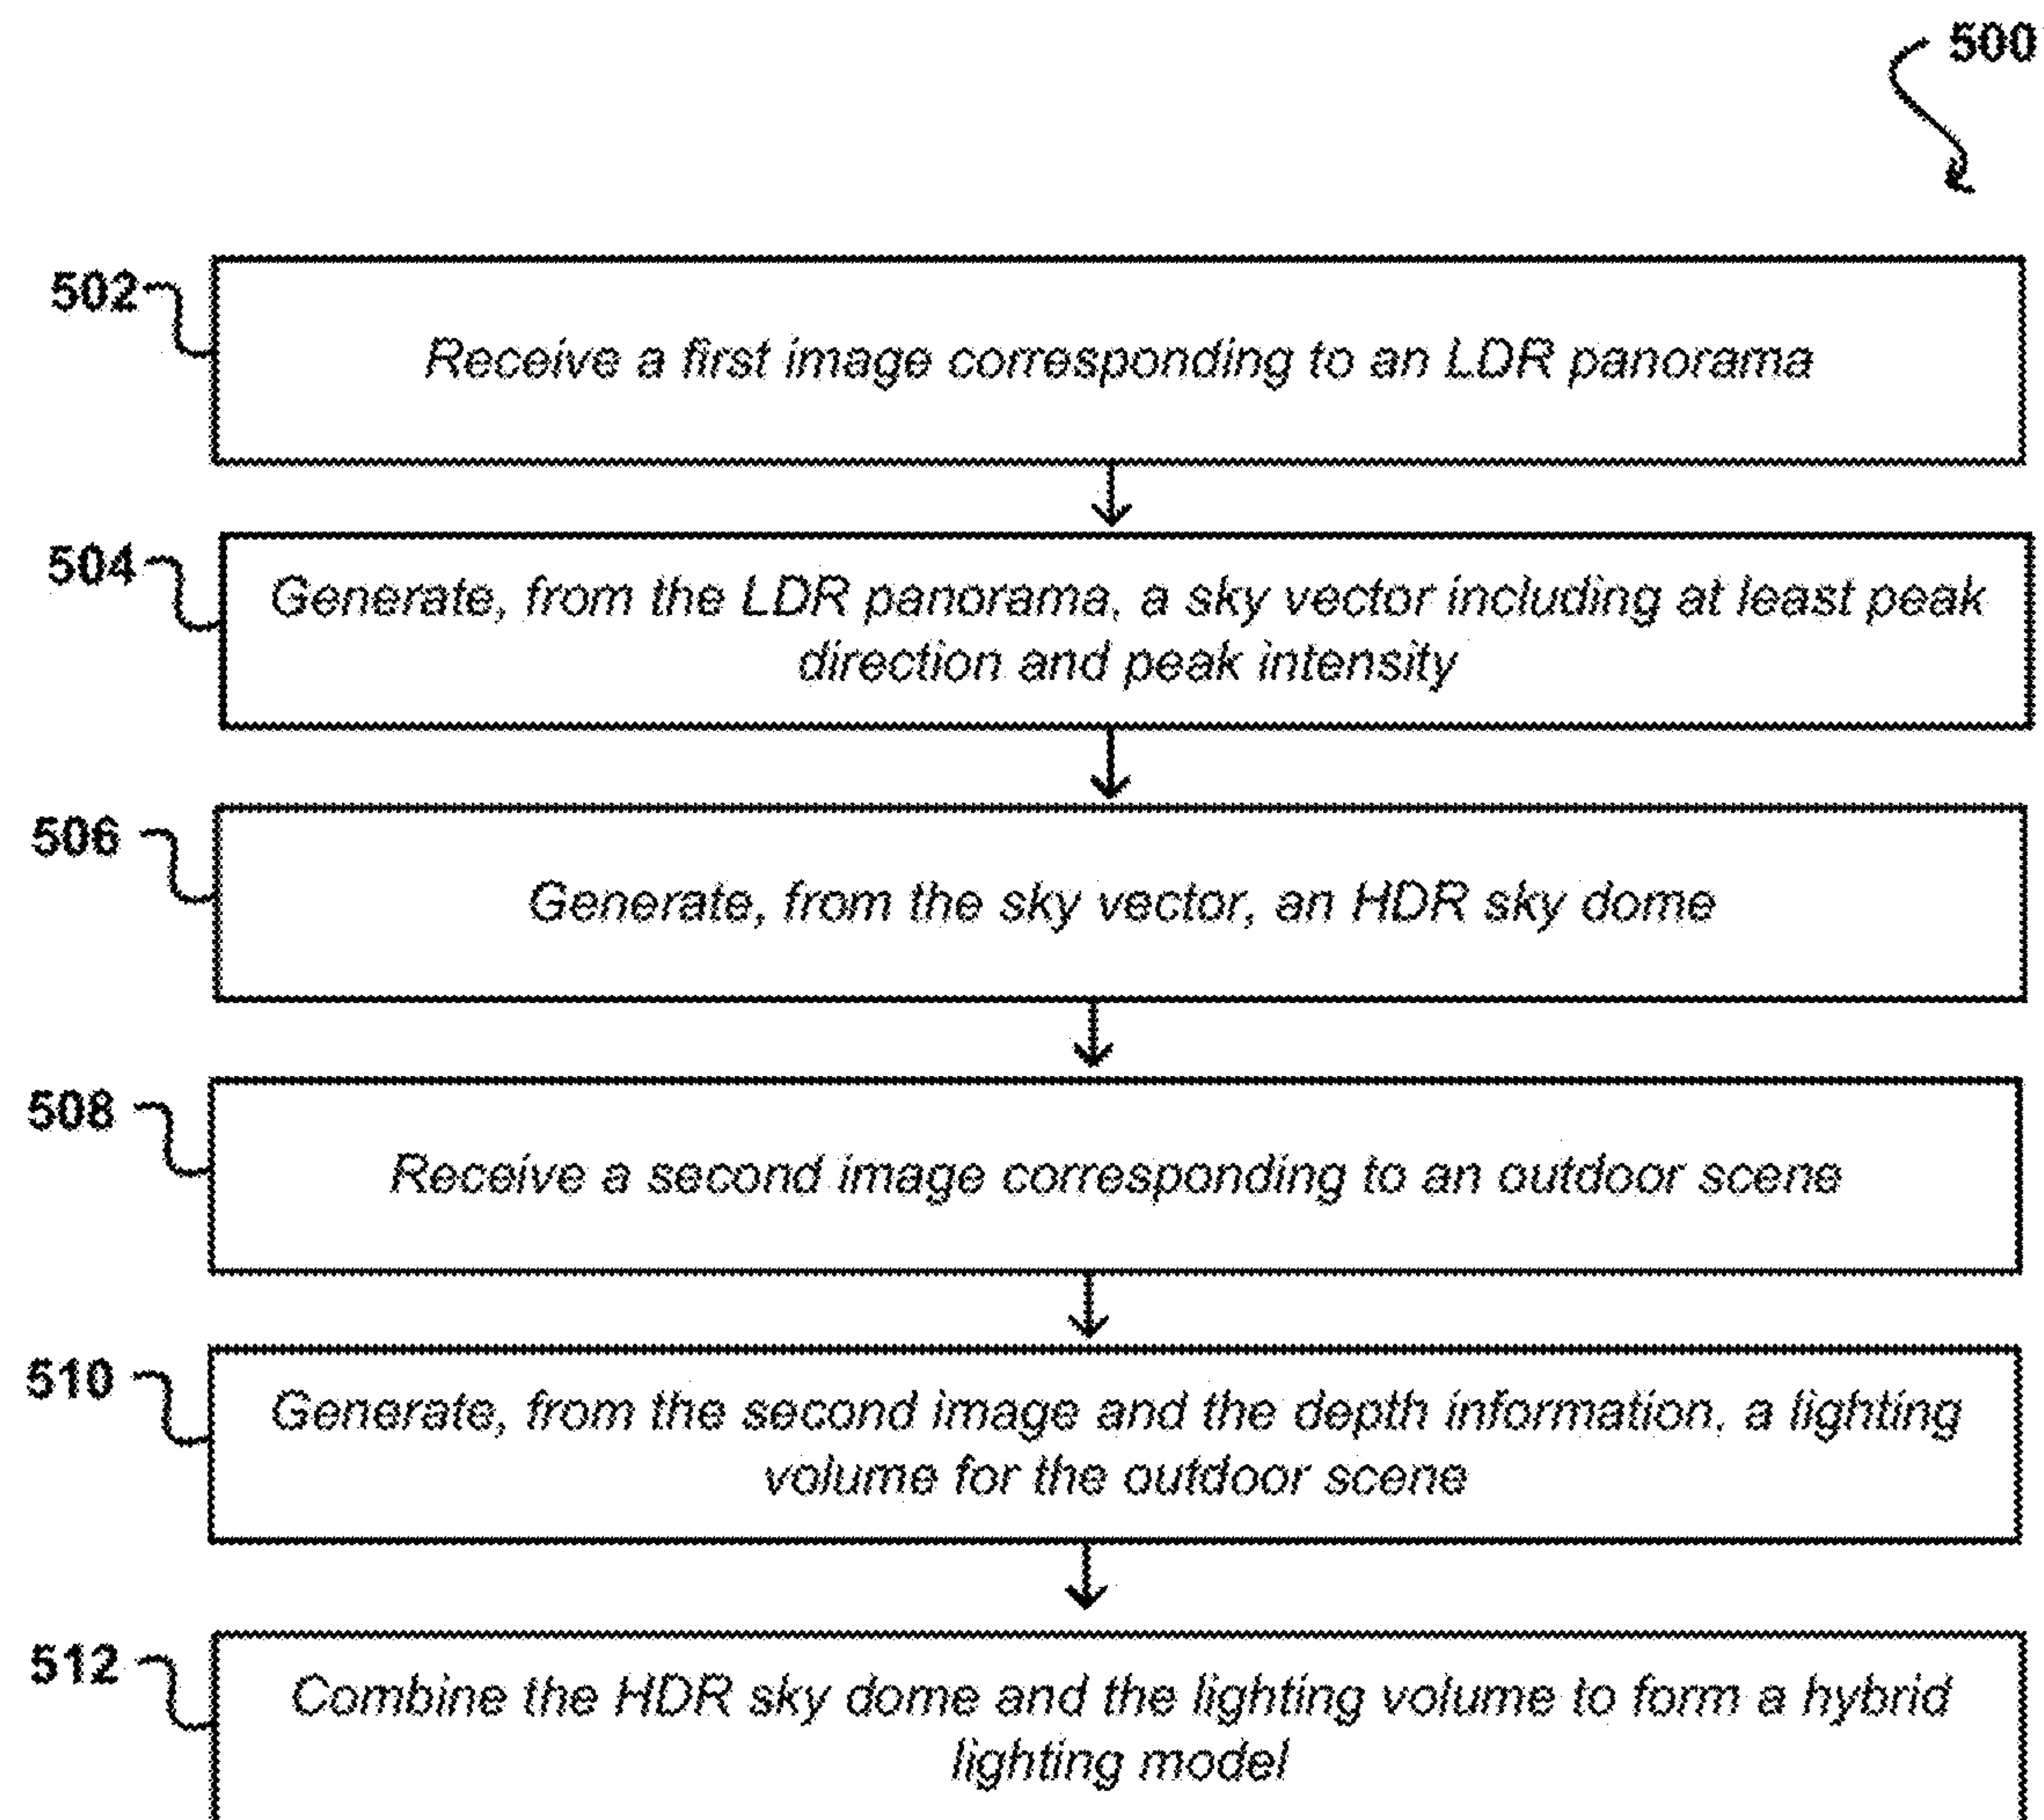 500
502
Receive a first image corresponding to an LDR panorama
504
Generate, from the LDR panorama, a sky vector including at least peak
direction and peak intensity
506
Generate, from the sky vector, an HDR sky dome
508
Receive a second image corresponding to an outdoor scene
510
Generate, from the second image and the depth information, a lighting
volume for the outdoor scene
512
Combine the HDR sky dome and the lighting volume to form a hybrid
lighting model